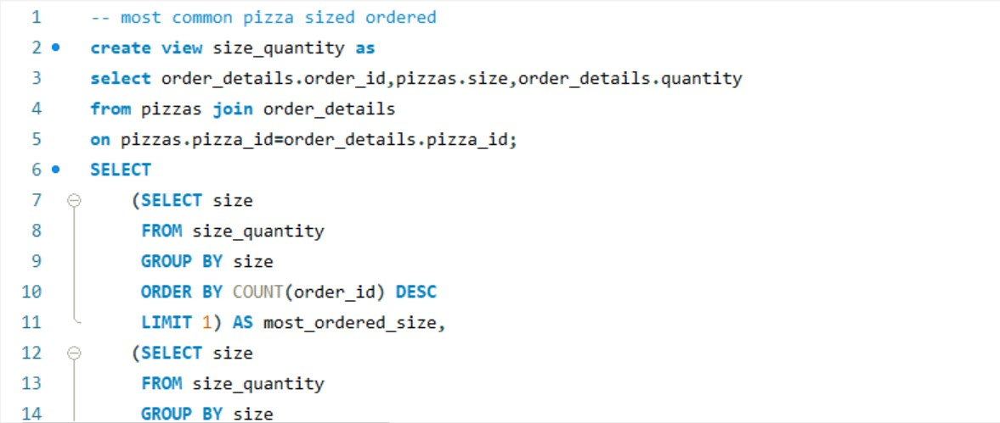 1 -- most common pizza sized ordered
2 create view size_quantity as
3 select order_details.order_id,pizzas.size,order_details.quantity
4 from pizzas join order_details
5 on pizzas.pizza_id=order_details.pizza_id;
6 SELECT
7 (SELECT size
8 FROM size_quantity
9 GROUP BY size
10 ORDER BY COUNT(order_id) DESC
11 LIMIT 1) AS most_ordered_size,
12 (SELECT size
13 FROM size_quantity
14 GROUP BY size